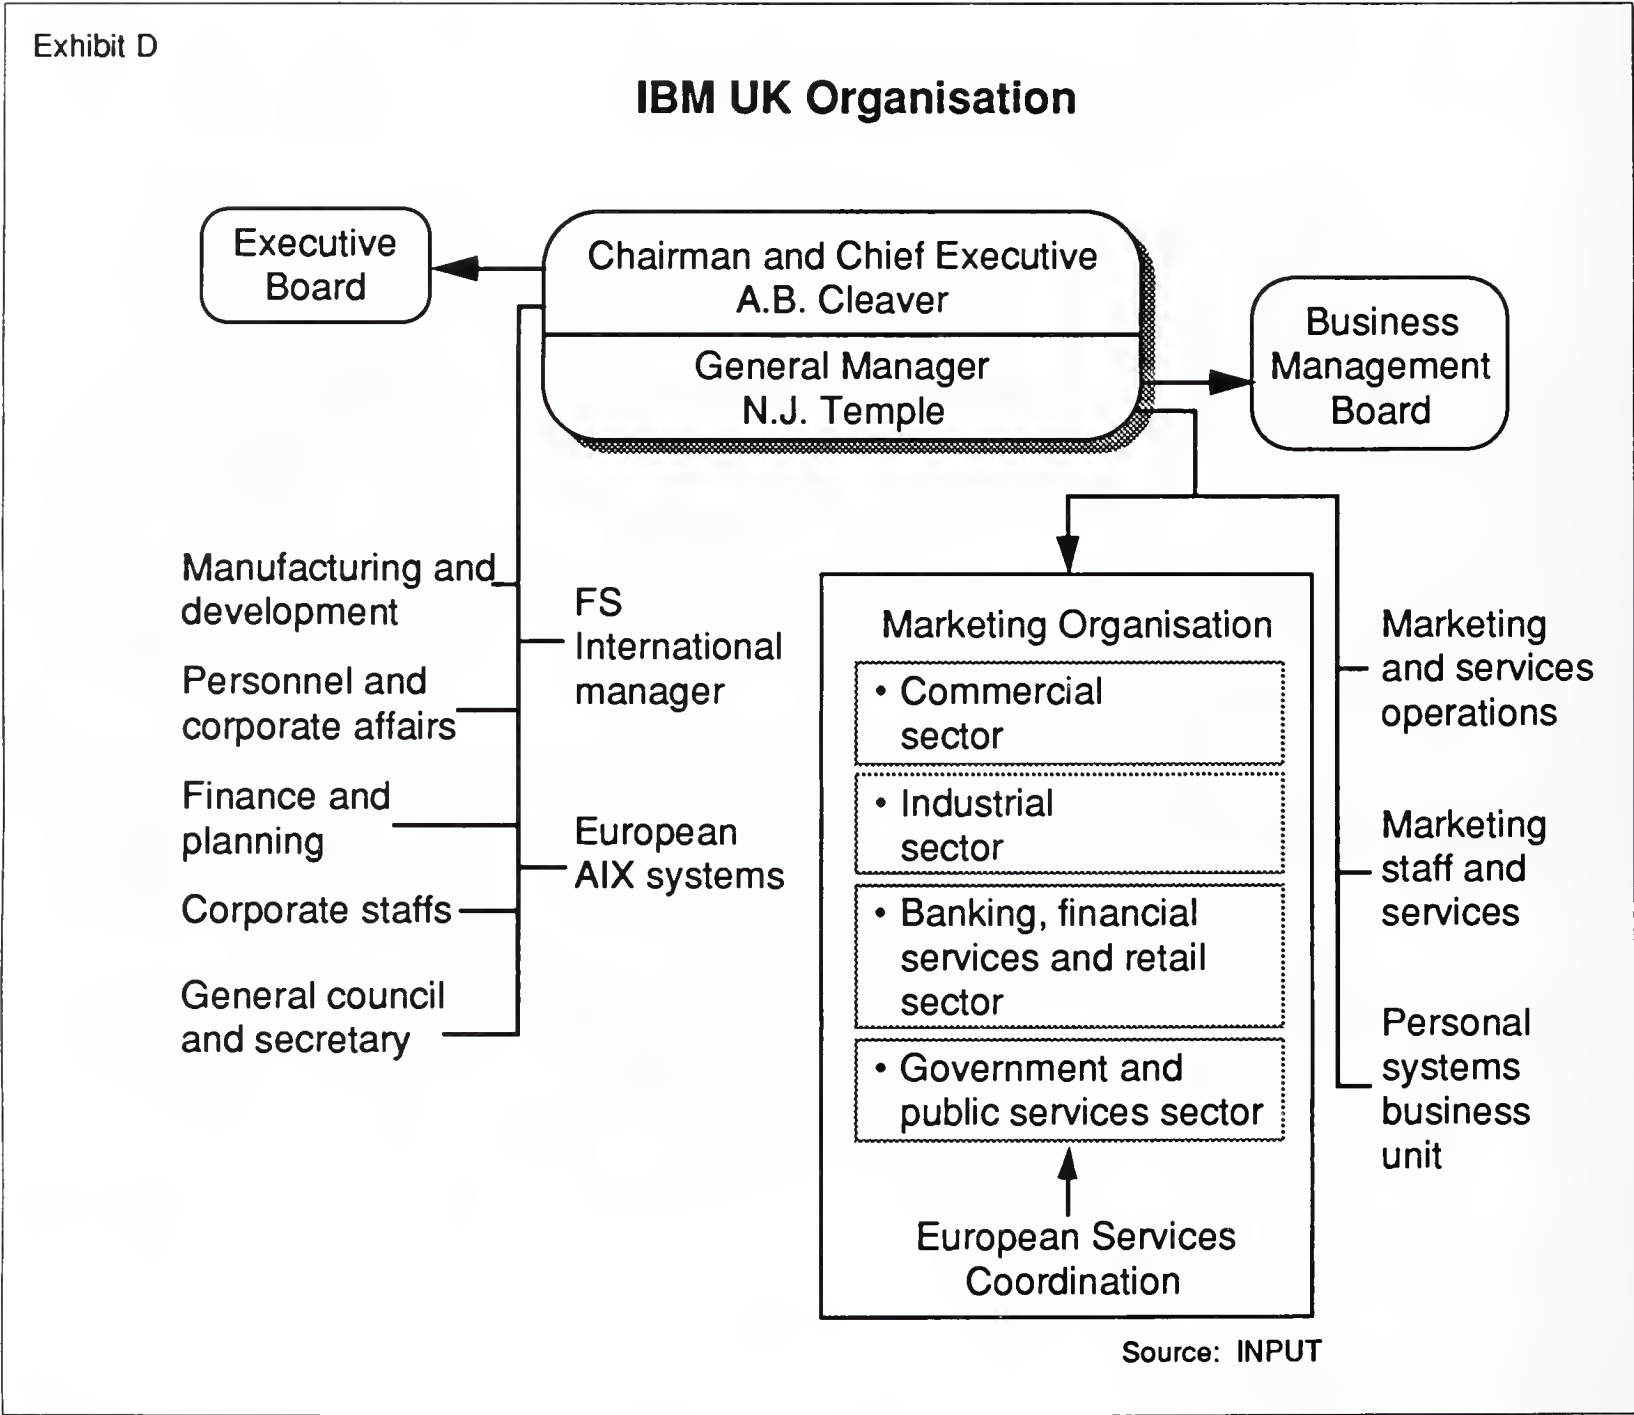 Exhibit D
IBM UK Organisation
Executive
Board
Chairman and Chief Executive
A.B. Cleaver
General Manager
N.J. Temple
Business
Management
Board
Manufacturing and
development
Personnel and
corporate affairs
Finance and
planning
Corporate staffs
General council
and secretary
FS
International
manager
European
AIX systems
Marketing Organisation
• Commercial
sector
• Industrial
sector
• Banking, financial
services and retail
sector
• Government and
public services sector
European Services
Coordination
Marketing
and services
operations
Marketing
staff and
services
Personal
systems
business
unit
Source: INPUT